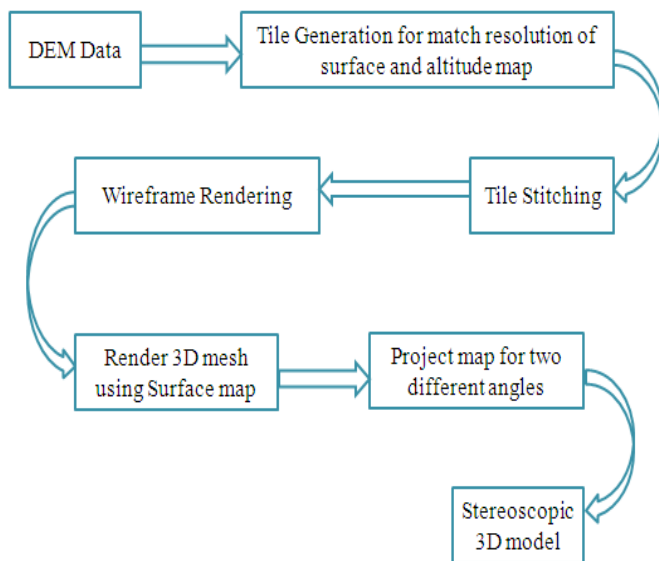 DEM Data
Tile Generation for match resolution of
surface and altitude map
Tile Stitching
Wireframe Rendering
Render 3D mesh
using Surface map
Project map for two
different angles
Stereoscopic
3D model